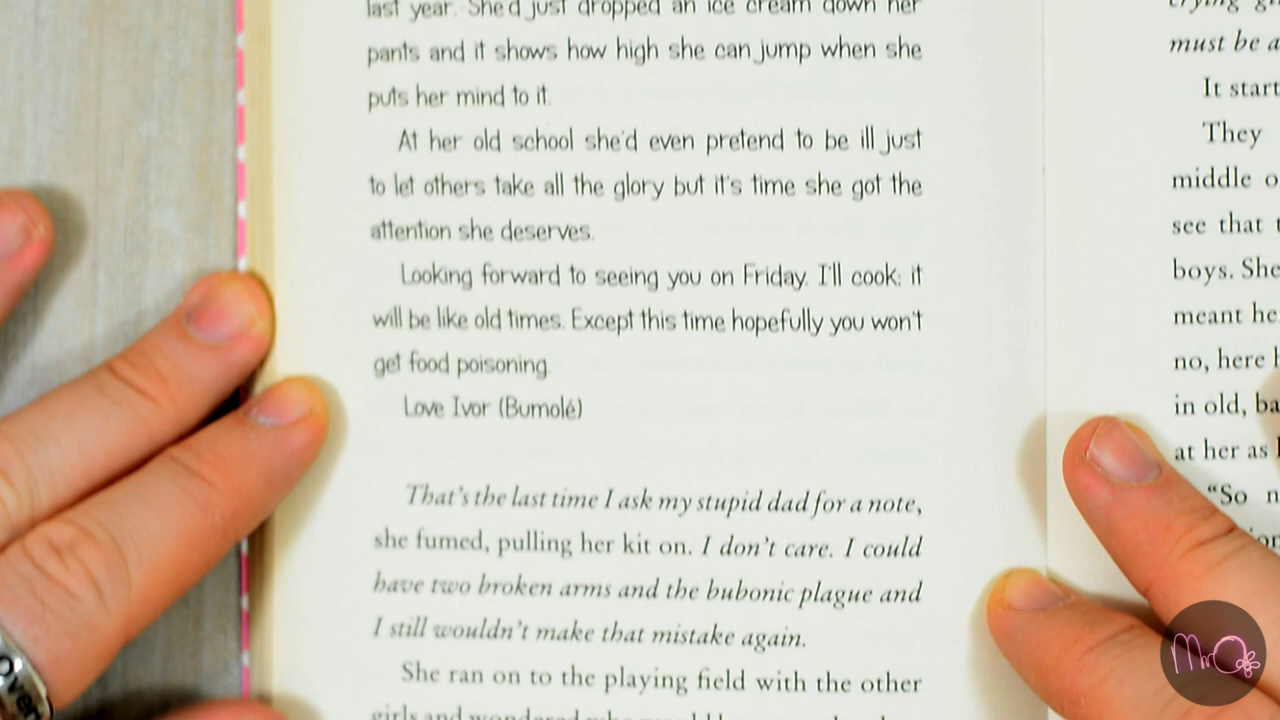 last year. She'd just dropped an ice cream down her
pants and it shows how high she can jump when she
puts her mind to it.
At her old school she'd even pretend to be ill just
to let others take all the glory but it's time she got the
attention she deserves.
Looking forward to seeing you on Friday. I'll cook: it
will be like old times. Except this time hopefully you won't
get food poisoning.
Love Ivor (Bumolé)
That's the last time I ask my stupid dad for a note,
she fumed, pulling her kit on. I don't care. I could
have two broken arms and the bubonic plague and
I still wouldn't make that mistake again.
She ran on to the playing field with the other
girls and wondered who would
crying
must be a
It start
They
middle o
see that t
boys. She
meant he
no, here h
in old, ba
at her as
"So n
over